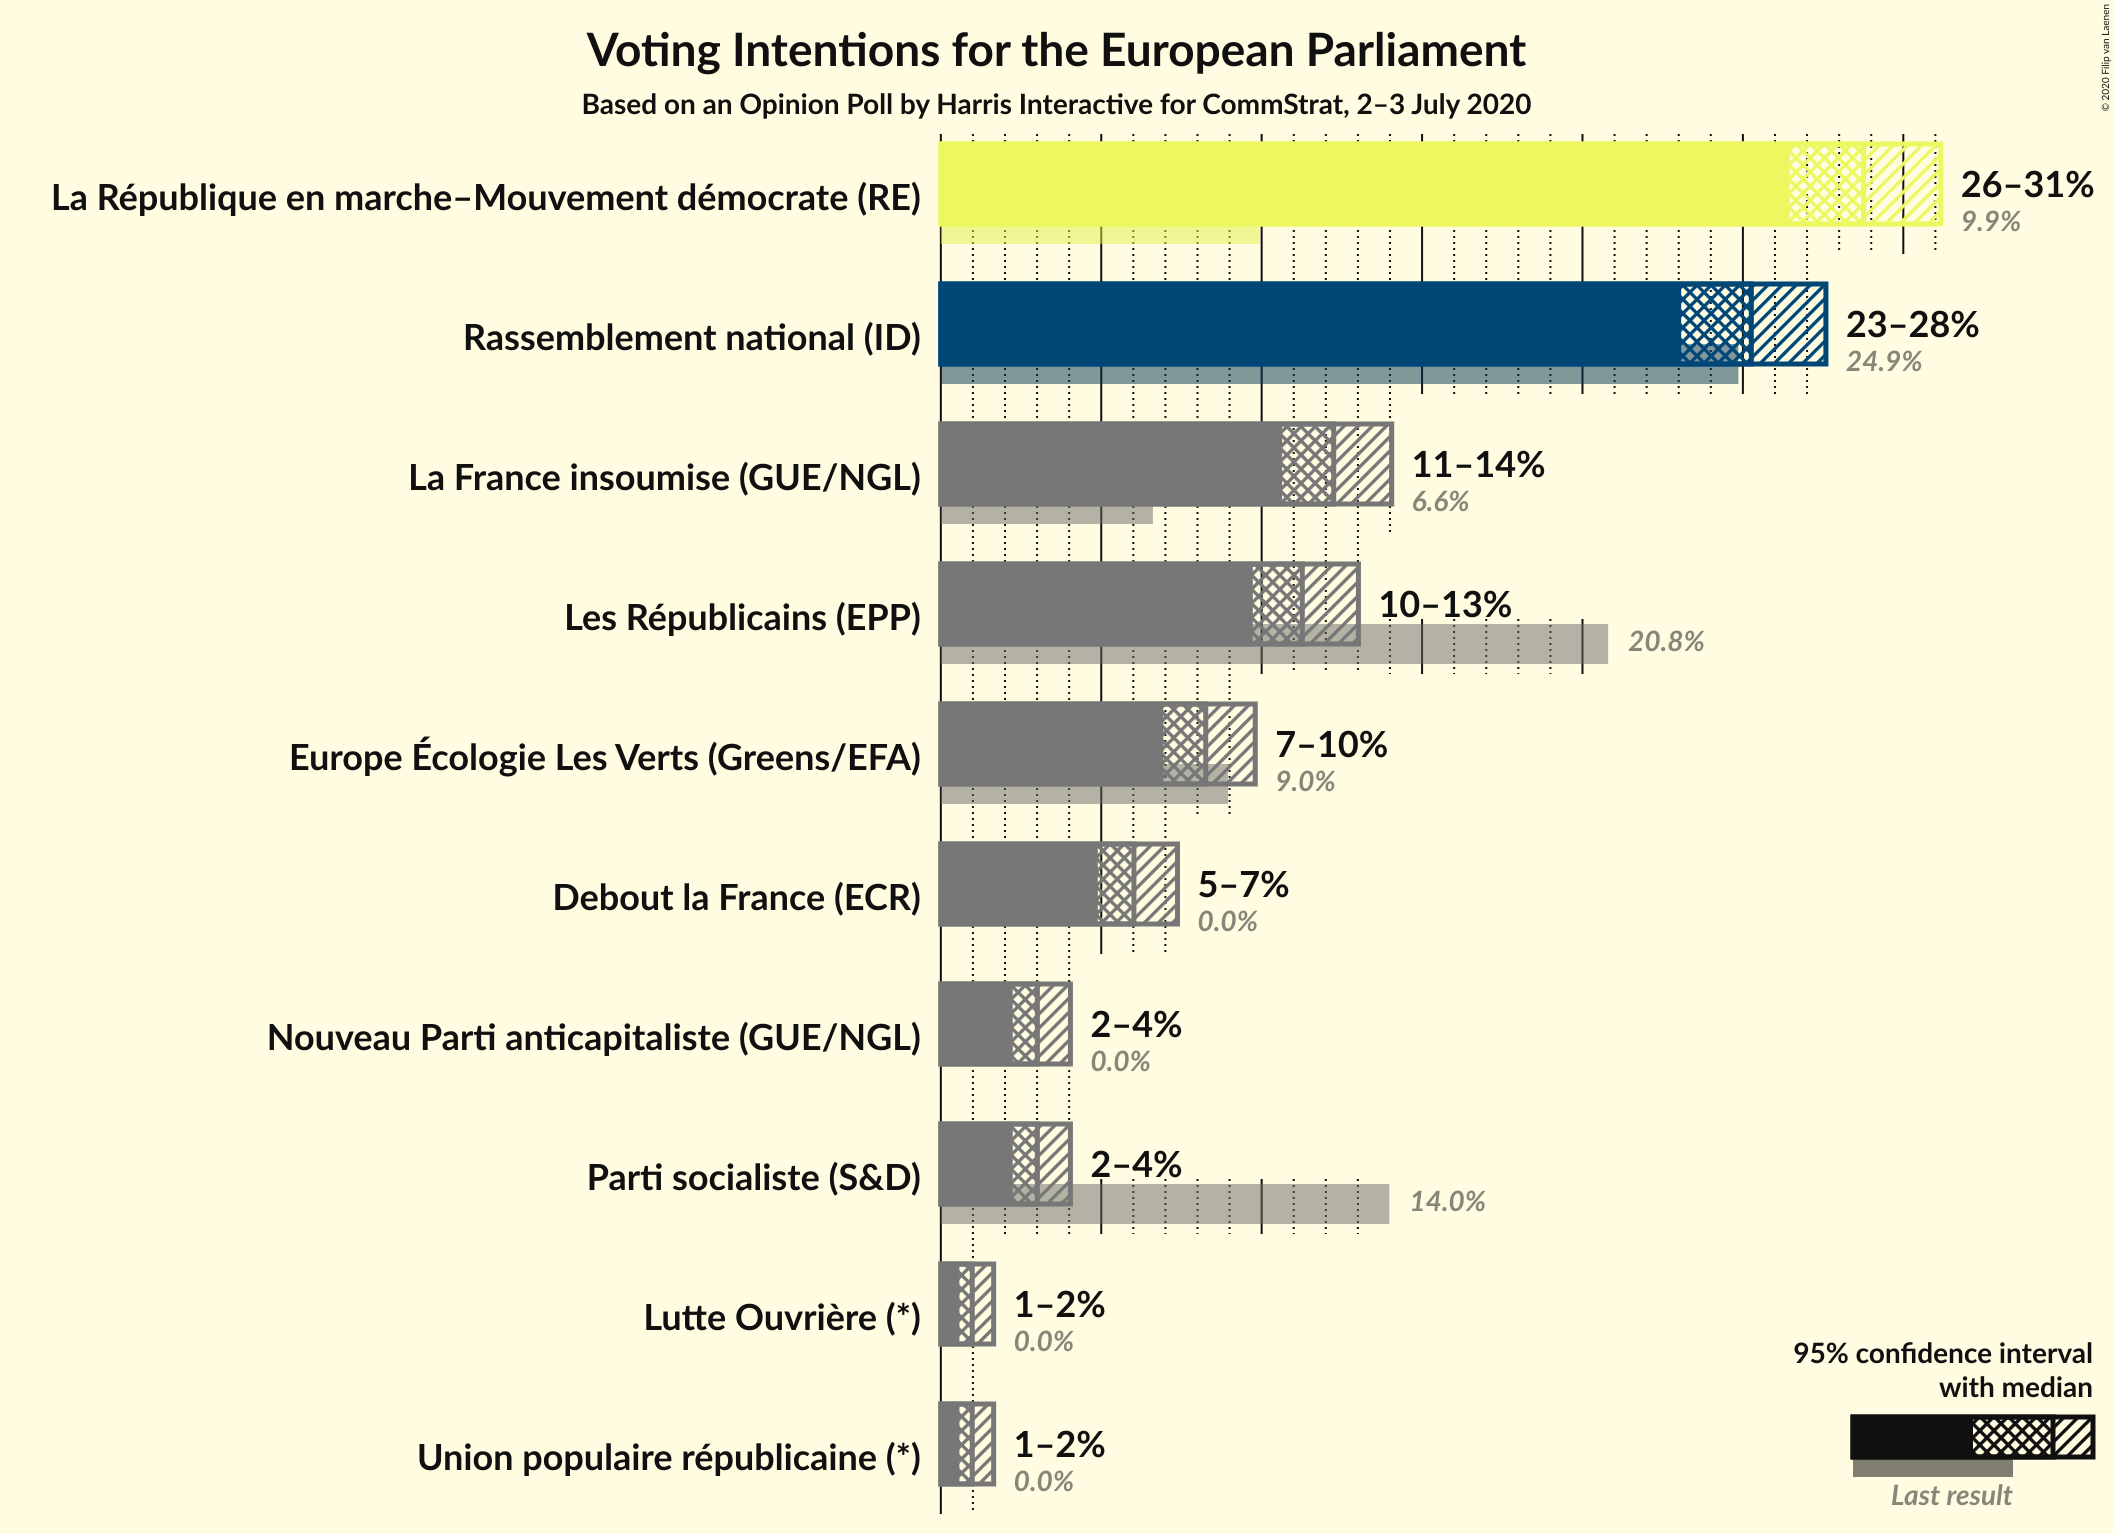 Voting Intentions for the European Parliament
Based on an Opinion Poll by Harris Interactive for CommStrat, 2–3 July 2020
© 2020 Filip van Laenen
La République en marche–Mouvement démocrate (RE)
26–31%
9.9%
Rassemblement national (ID)
23–28%
24.9%
La France insoumise (GUE/NGL)
11–14%
6.6%
Les Républicains (EPP)
10–13%
20.8%
Europe Écologie Les Verts (Greens/EFA)
7–10%
9.0%
Debout la France (ECR)
5–7%
0.0%
Nouveau Parti anticapitaliste (GUE/NGL)
2–4%
0.0%
Parti socialiste (S&D)
2–4%
14.0%
Lutte Ouvrière (*)
1–2%
0.0%
Union populaire républicaine (*)
1–2%
0.0%
95% confidence interval
with median
Last result